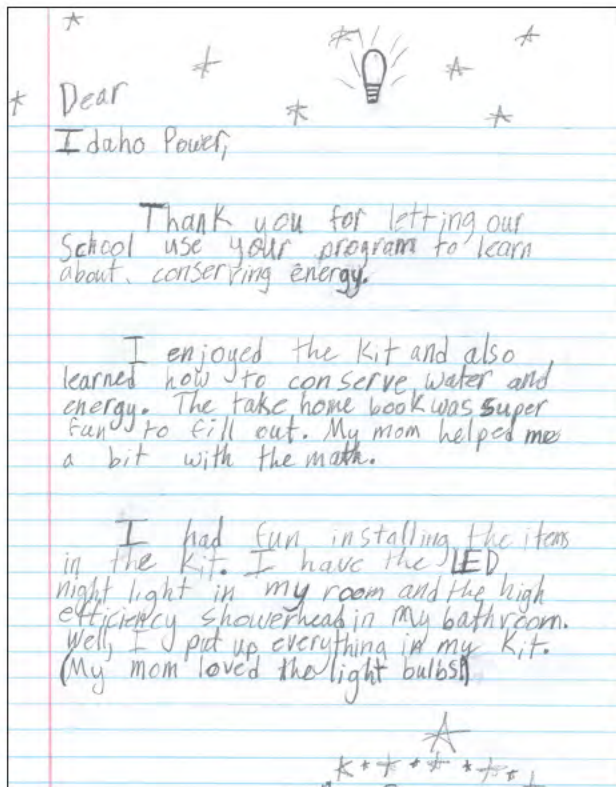 Dear
Idaho Power,
Thank you for letting our
School use your program to learn
about. conserving energy.
I enjoyed the Kit and also
learned how to conserve water and
energy. The take home book was super
fun to fill out. My mom helped me
a bit with the math.
I had fun installing the items
in the Kit. I have the LED
night light in my room and the high
efficiency showerhead in my bathroom.
Well, I put up everything in my Kit.
(My mom loved the light bulbs!)